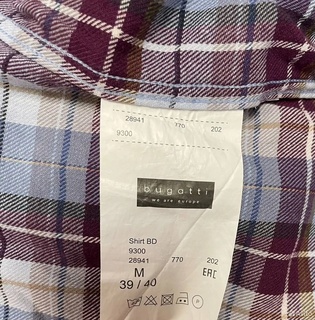 28941 770 202
9300
bugatti
we are europe
Shirt BD
9300
28941 770 202
M EAC
39 / 40